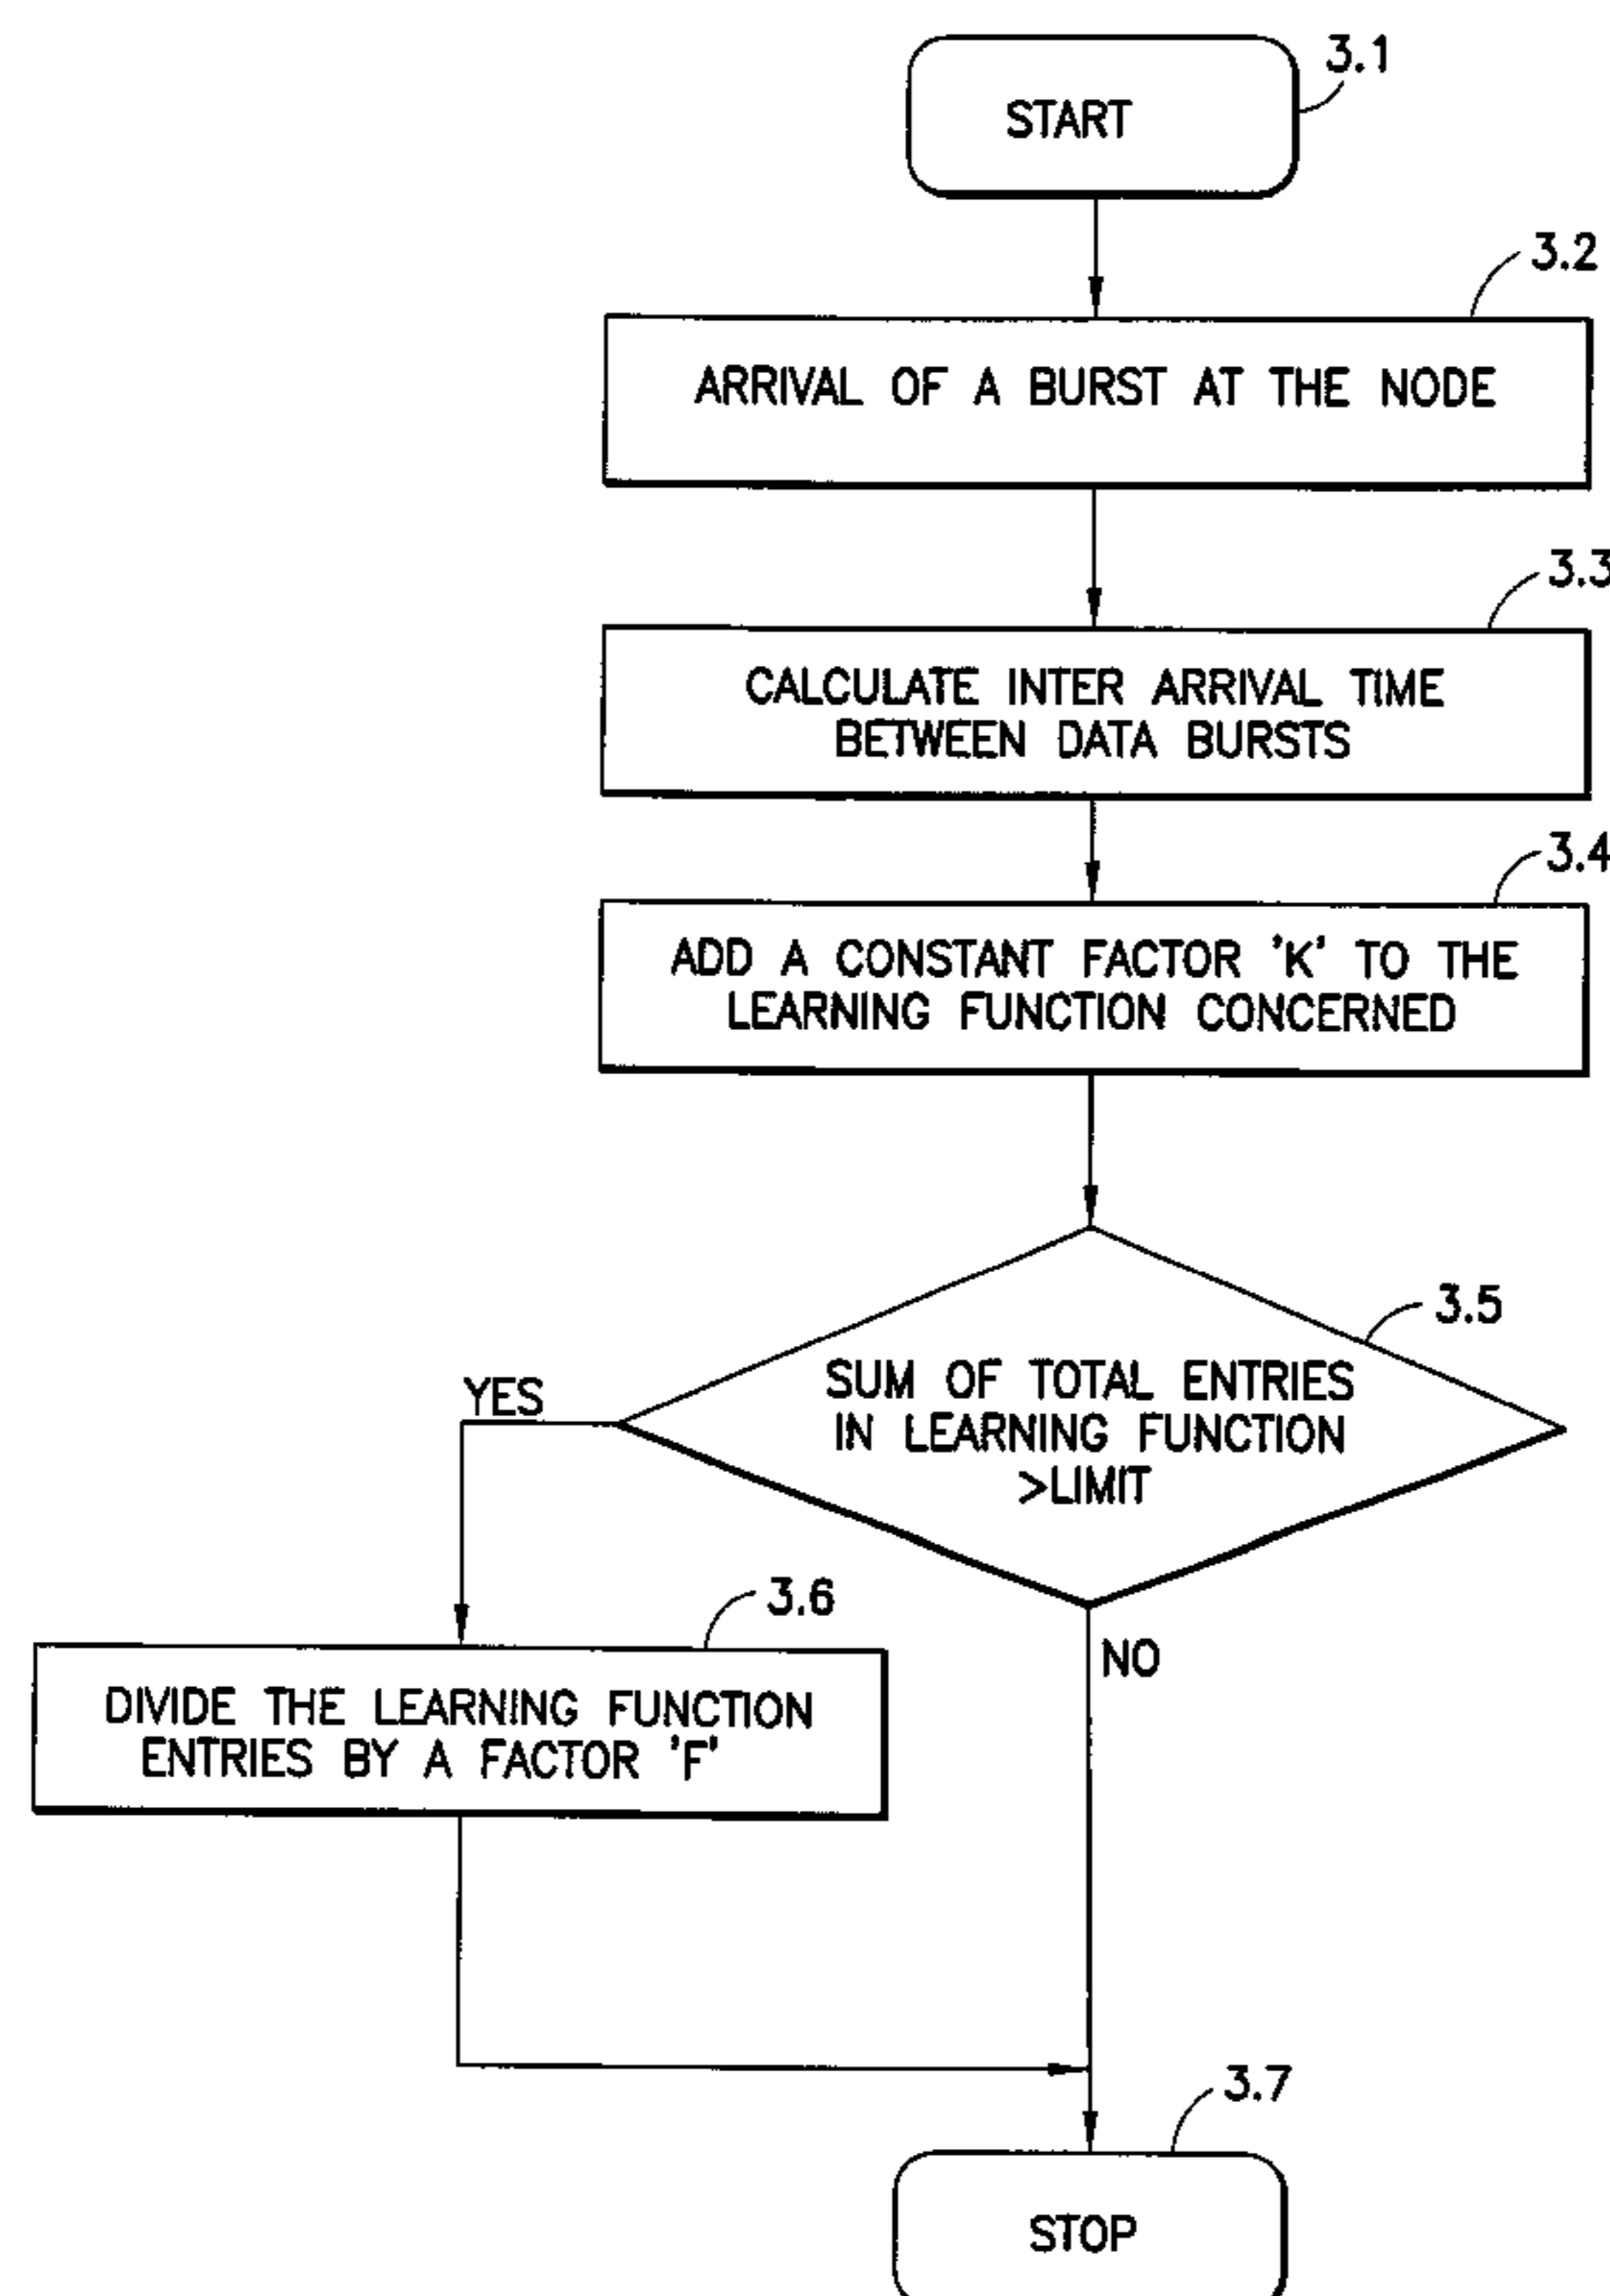 3.1
START
3.2
ARRIVAL OF A BURST AT THE NODE
3.3
CALCULATE INTER ARRIVAL TIME
BETWEEN DATA BURSTS
3.4
ADD A CONSTANT FACTOR 'K' TO THE
LEARNING FUNCTION CONCERNED
3.5
SUM OF TOTAL ENTRIES
IN LEARNING FUNCTION
>LIMIT
YES
NO
3.6
DIVIDE THE LEARNING FUNCTION
ENTRIES BY A FACTOR 'F'
3.7
STOP